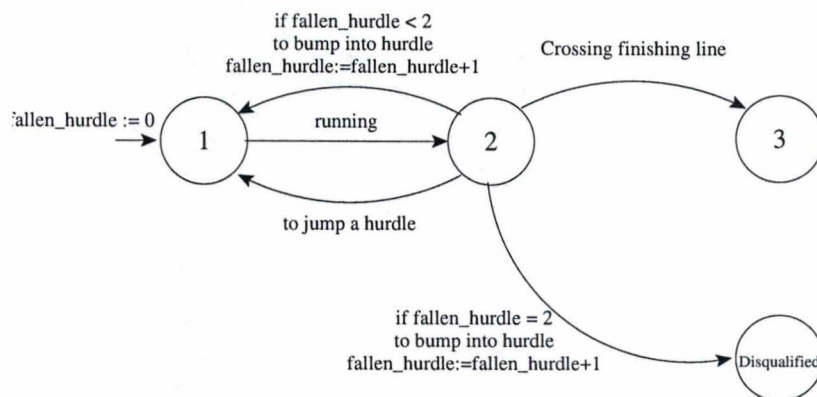 if fallen_hurdle < 2
to bump into hurdle
fallen_hurdle:=fallen_hurdle+1
Crossing finishing line
fallen_hurdle := 0
running
1
2
3
to jump a hurdle
if fallen_hurdle = 2
to bump into hurdle
fallen_hurdle:=fallen_hurdle+1
Disqualified